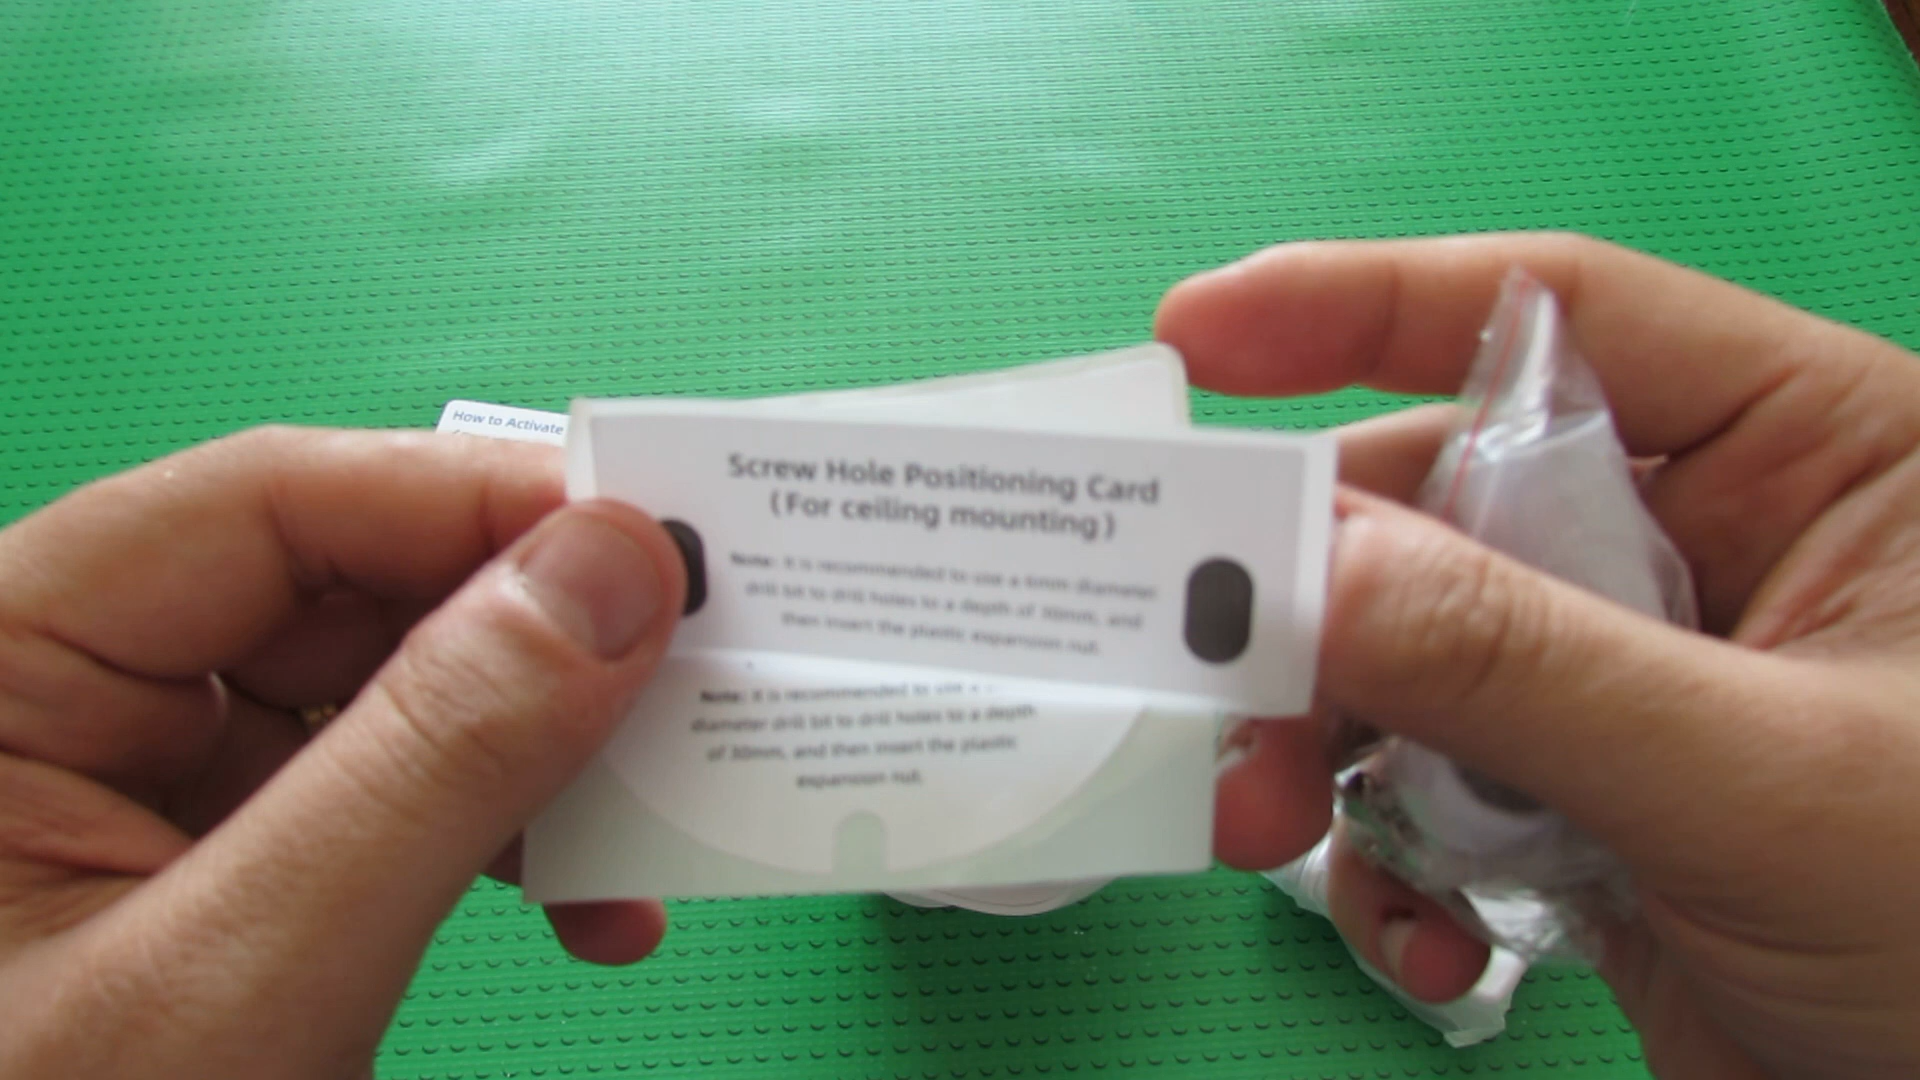 How to Activate
Screw Hole Positioning Card
(For ceiling mounting)
Note: It is recommended to use a 6mm diameter
drill bit to drill holes to a depth of 30mm, and
then insert the plastic expansion nut.
Note: It is recommended to use a
diameter drill bit to drill holes to a depth
of 30mm, and then insert the plastic
expansion nut.